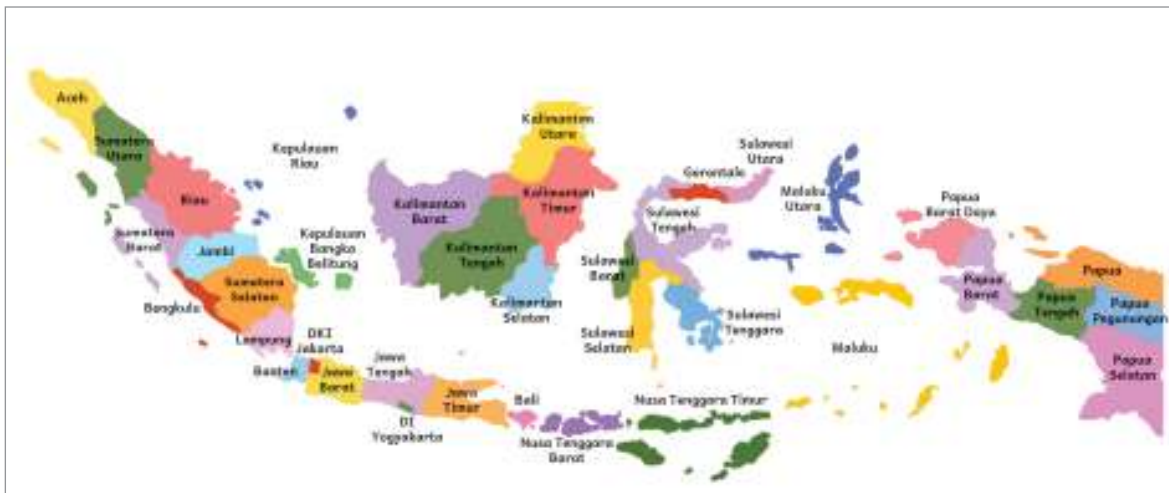 Aceh
Sumatera
Utara
Kepulauan
Riau
Riau
Sumatera
Barat
Jambi
Kepulauan
Bangka
Belitung
Sumatera
Selatan
Bengkulu
Lampung
DKI
Jakarta
Banten
Jawa
Barat
Jawa
Tengah
DI
Yogyakarta
Jawa
Timur
Bali
Nusa Tenggara
Barat
Nusa Tenggara Timur
Kalimantan
Utara
Kalimantan
Barat
Kalimantan
Timur
Kalimantan
Tengah
Kalimantan
Selatan
Sulawesi
Utara
Gorontalo
Sulawesi
Tengah
Sulawesi
Barat
Sulawesi
Selatan
Sulawesi
Tenggara
Maluku
Utara
Maluku
Papua
Barat Daya
Papua
Barat
Papua
Papua
Tengah
Papua
Pegunungan
Papua
Selatan